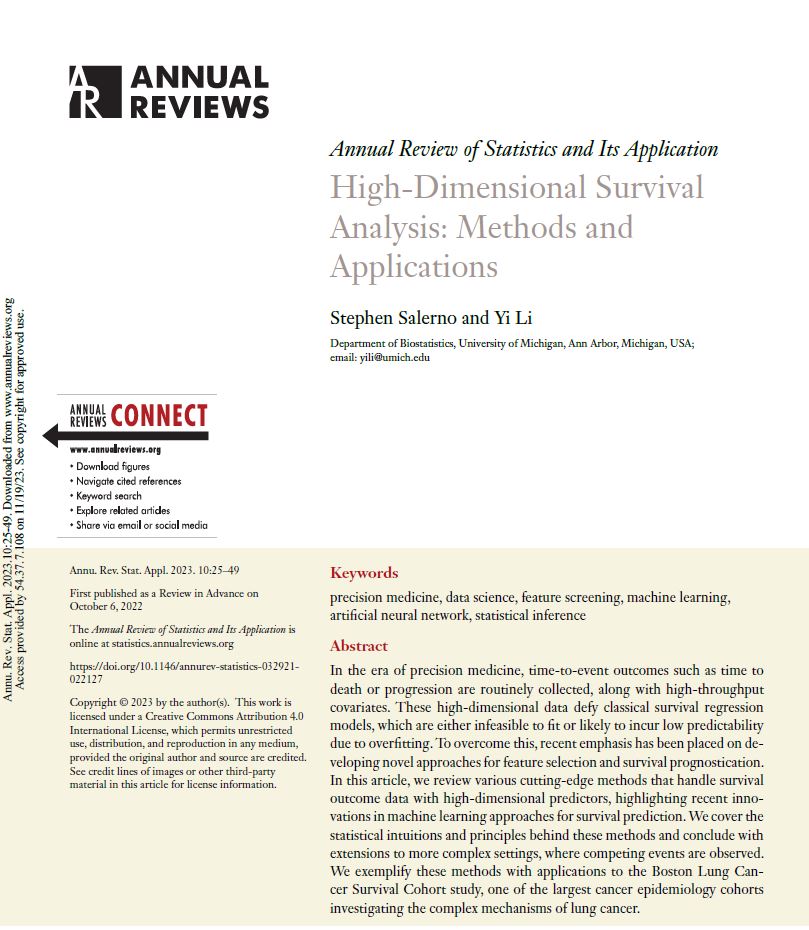 AR ANNUAL
REVIEWS
Annual Review of Statistics and Its Application
High-Dimensional Survival
Analysis: Methods and
Applications
Stephen Salerno and Yi Li
Department of Biostatistics, University of Michigan, Ann Arbor, Michigan, USA;
email: yili@umich.edu
Annu. Rev. Stat. Appl. 2023.10:25-49. Downloaded from www.annualreviews.org
Access provided by 54.37.7.108 on 11/19/23. See copyright for approved use.
ANNUAL
REVIEWS CONNECT
www.annualreviews.org
• Download figures
• Navigate cited references
• Keyword search
• Explore related articles
• Share via email or social media
Annu. Rev. Stat. Appl. 2023. 10:25–49
First published as a Review in Advance on
October 6, 2022
The Annual Review of Statistics and Its Application is
online at statistics.annualreviews.org
https://doi.org/10.1146/annurev-statistics-032921-
022127
Copyright © 2023 by the author(s). This work is
licensed under a Creative Commons Attribution 4.0
International License, which permits unrestricted
use, distribution, and reproduction in any medium,
provided the original author and source are credited.
See credit lines of images or other third-party
material in this article for license information.
Keywords
precision medicine, data science, feature screening, machine learning,
artificial neural network, statistical inference
Abstract
In the era of precision medicine, time-to-event outcomes such as time to
death or progression are routinely collected, along with high-throughput
covariates. These high-dimensional data defy classical survival regression
models, which are either infeasible to fit or likely to incur low predictability
due to overfitting. To overcome this, recent emphasis has been placed on de-
veloping novel approaches for feature selection and survival prognostication.
In this article, we review various cutting-edge methods that handle survival
outcome data with high-dimensional predictors, highlighting recent inno-
vations in machine learning approaches for survival prediction. We cover the
statistical intuitions and principles behind these methods and conclude with
extensions to more complex settings, where competing events are observed.
We exemplify these methods with applications to the Boston Lung Can-
cer Survival Cohort study, one of the largest cancer epidemiology cohorts
investigating the complex mechanisms of lung cancer.